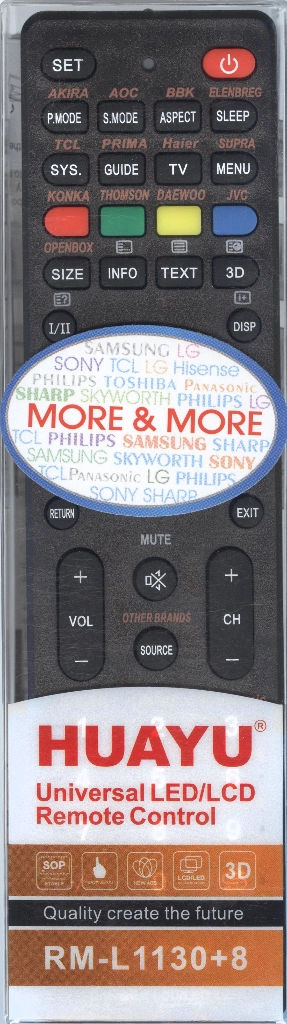 SET
AKIRA AOC BBK ELENBREG
P.MODE S.MODE ASPECT SLEEP
TCL PRIMA Haier SUPRA
SYS. GUIDE TV MENU
KONKA THOMSON DAEWOO JVC
OPENBOX
SIZE INFO TEXT 3D
I/II DISP
SAMSUNG LG
SONY TCL LG Hisense
PHILIPS TOSHIBA Panasonic
SHARP SKYWORTH PHILIPS LG
MORE & MORE
TCL PHILIPS SAMSUNG SHARP
SAMSUNG SKYWORTH SONY
TCL Panasonic LG PHILIPS
SONY SHARP
RETURN EXIT
MUTE
+ +
VOL CH
OTHER BRANDS
SOURCE
− −
HUAYU®
Universal LED/LCD
Remote Control
SOP 3D
Quality create the future
RM-L1130+8